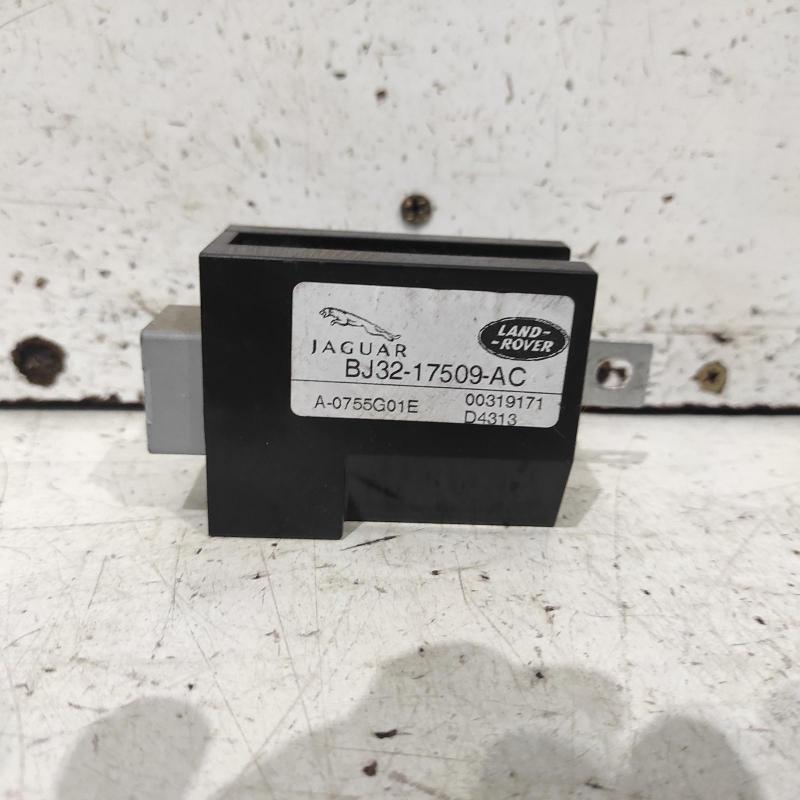 JAGUAR
LAND-
-ROVER
BJ32-17509-AC
A-0755G01E 00319171
D4313